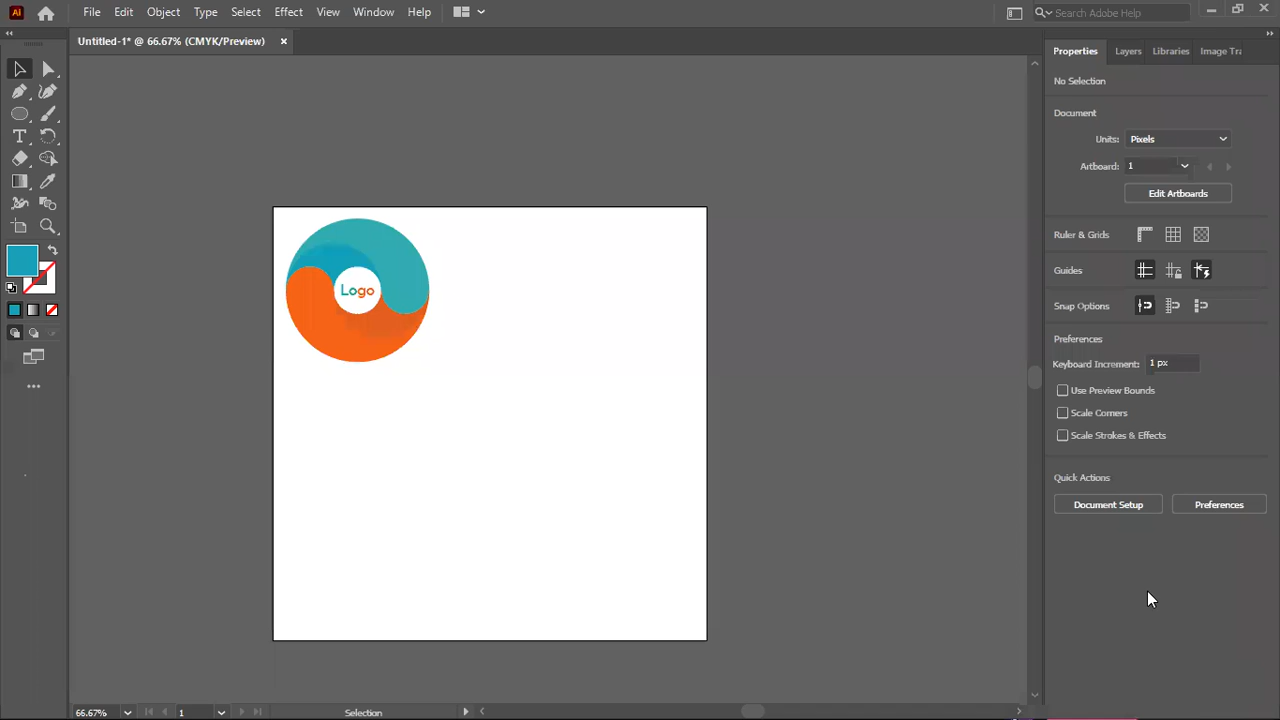 Ai File Edit Object Type Select Effect View Window Help Search Adobe Help
Untitled-1* @ 66.67% (CMYK/Preview)
Properties Layers Libraries Image Tra
No Selection
Document
Units: Pixels
Artboard: 1
Edit Artboards
Ruler & Grids
Guides
Snap Options
Preferences
Keyboard Increment: 1 px
Use Preview Bounds
Scale Corners
Scale Strokes & Effects
Quick Actions
Document Setup Preferences
Logo
66.67% 1 Selection